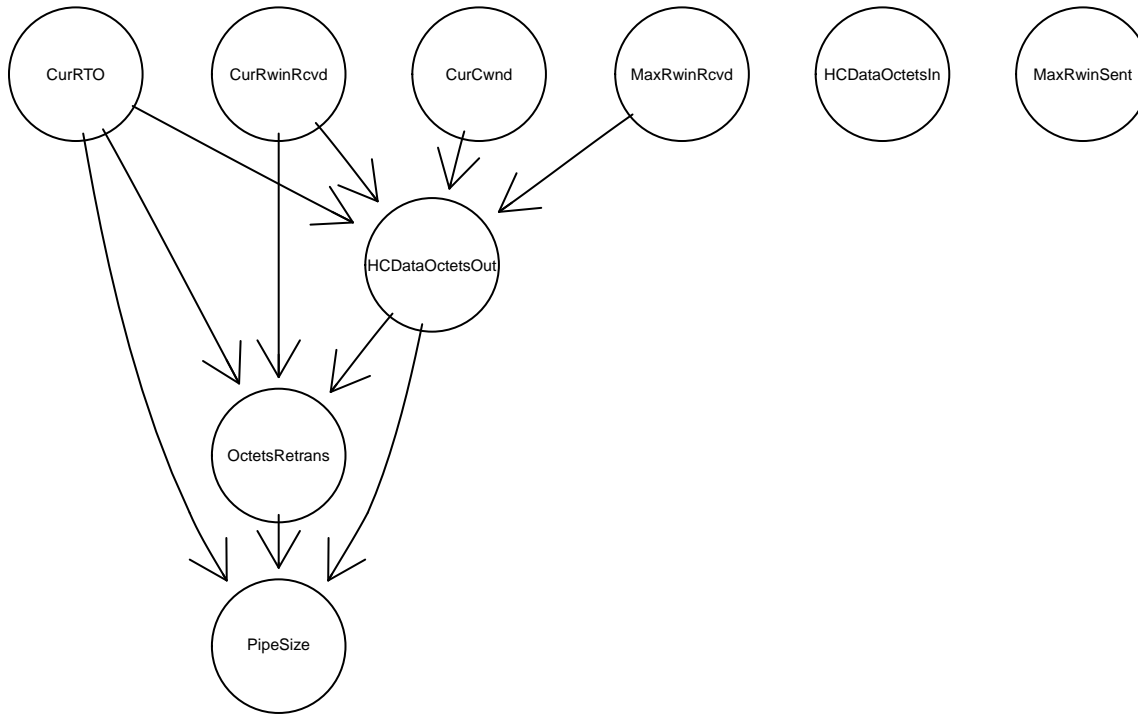 CurRTO
CurRwinRcvd
CurCwnd
MaxRwinRcvd
HCDataOctetsIn
MaxRwinSent
HCDataOctetsOut
OctetsRetrans
PipeSize